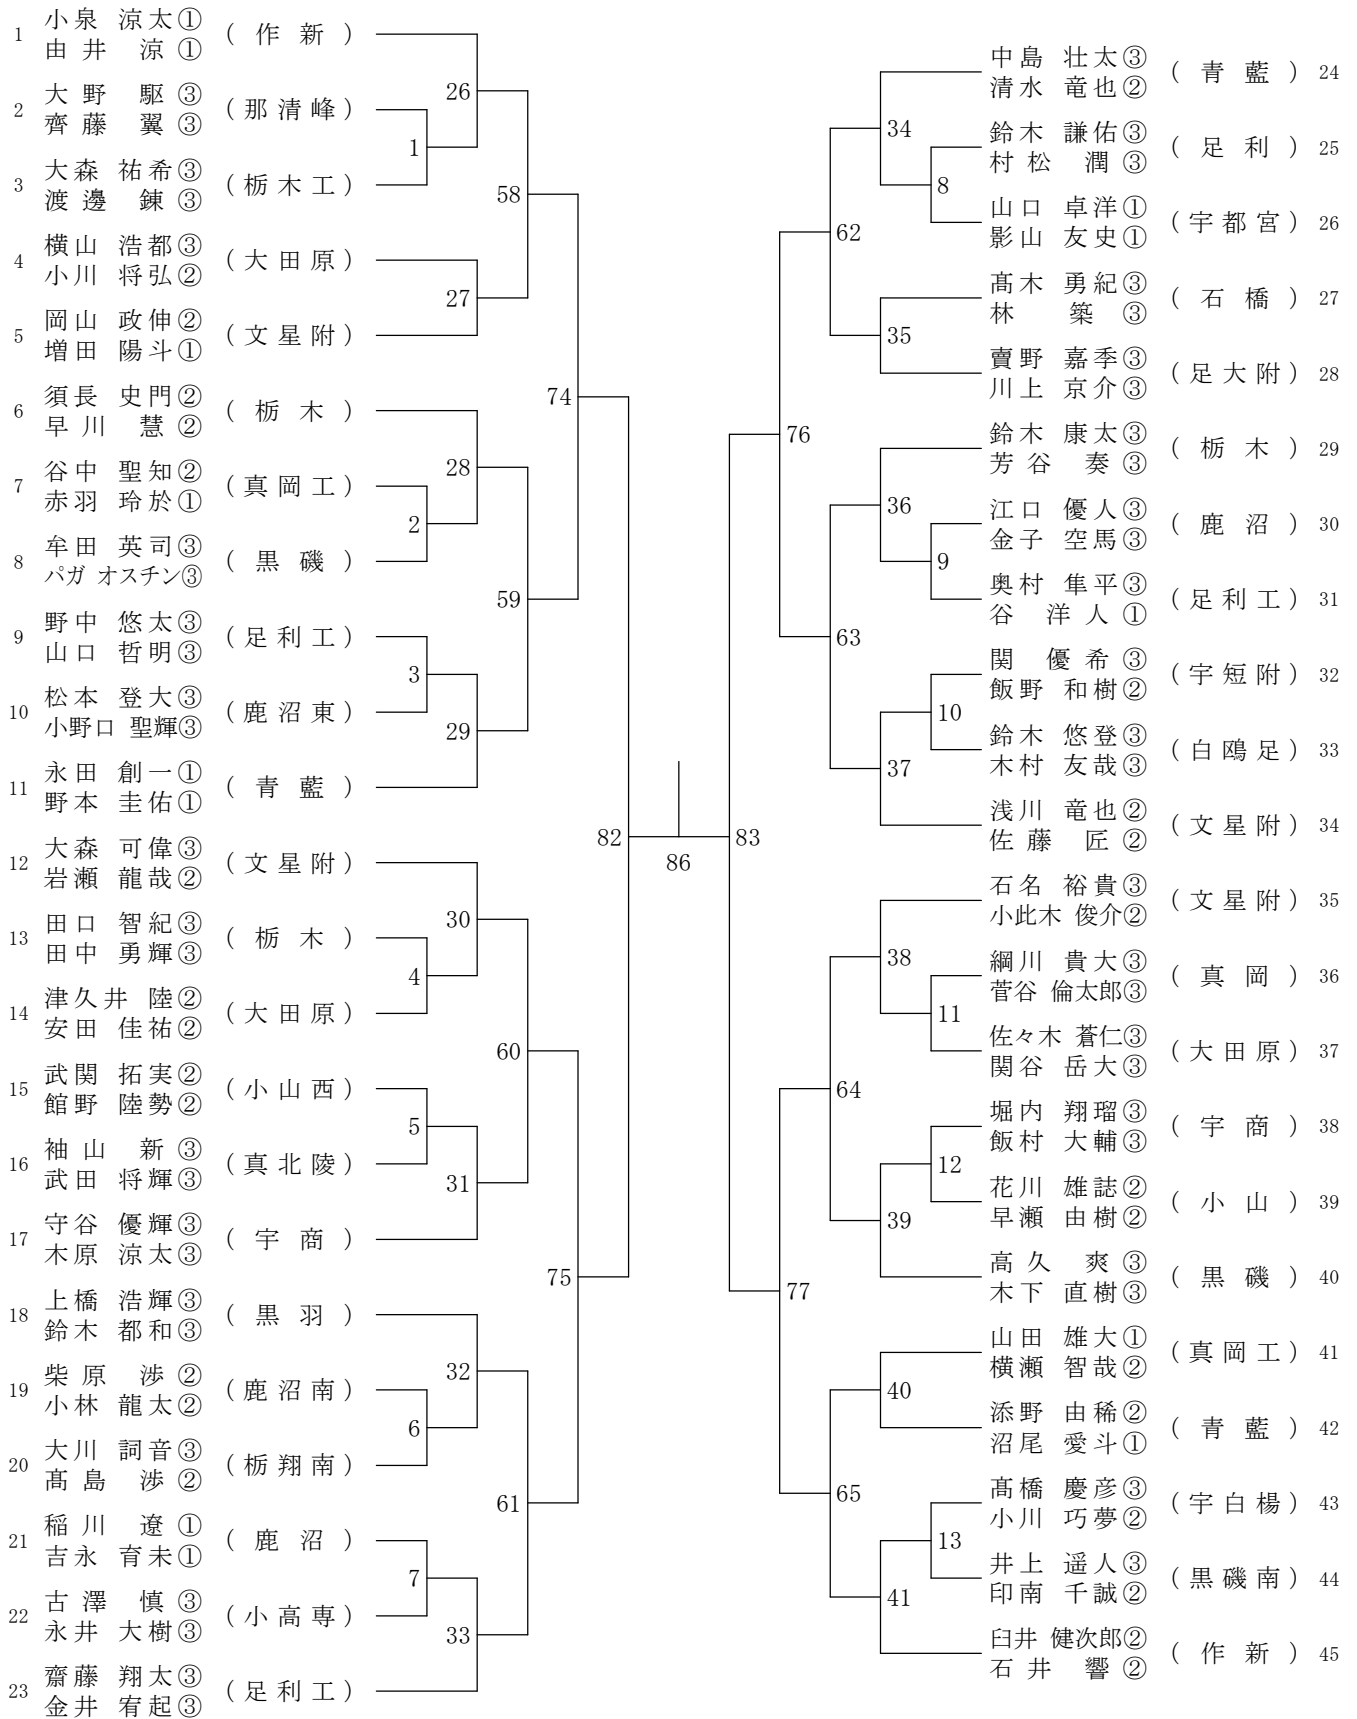 1 小泉 涼太① (作新)
由井 涼①
2 大野 駆③ (那清峰)
齊藤 翼③
3 大森 祐希③ (栃木工)
渡邊 錬③
4 横山 浩都③ (大田原)
小川 将弘②
5 岡山 政伸② (文星附)
増田 陽斗①
6 須長 史門② (栃木)
早川 慧②
7 谷中 聖知② (真岡工)
赤羽 玲於①
8 牟田 英司③ (黒磯)
パガ オスチン③
9 野中 悠太③ (足利工)
山口 哲明③
10 松本 登大③ (鹿沼東)
小野口 聖輝③
11 永田 創一① (青藍)
野本 圭佑①
12 大森 可偉③ (文星附)
岩瀬 龍哉②
13 田口 智紀③ (栃木)
田中 勇輝③
14 津久井 陸② (大田原)
安田 佳祐②
15 武関 拓実② (小山西)
館野 陸勢②
16 袖山 新③ (真北陵)
武田 将輝③
17 守谷 優輝③ (宇商)
木原 涼太③
18 上橋 浩輝③ (黒羽)
鈴木 都和③
19 柴原 渉② (鹿沼南)
小林 龍太②
20 大川 詞音③ (栃翔南)
髙島 渉②
21 稲川 遼① (鹿沼)
吉永 育未①
22 古澤 慎③ (小高専)
永井 大樹③
23 齋藤 翔太③ (足利工)
金井 宥起③
26
1
58
27
74
28
2
59
3
29
82
30
4
60
5
31
75
32
6
61
7
33
86
83
34
8
62
35
76
36
9
63
10
37
38
11
64
12
39
77
40
65
13
41
中島 壮太③ (青藍) 24
清水 竜也②
鈴木 謙佑③ (足利) 25
村松 潤③
山口 卓洋① (宇都宮) 26
影山 友史①
髙木 勇紀③ (石橋) 27
林 築③
賣野 嘉季③ (足大附) 28
川上 京介③
鈴木 康太③ (栃木) 29
芳谷 奏③
江口 優人③ (鹿沼) 30
金子 空馬③
奥村 隼平③ (足利工) 31
谷 洋人①
関 優希③ (宇短附) 32
飯野 和樹②
鈴木 悠登③ (白鴎足) 33
木村 友哉③
浅川 竜也② (文星附) 34
佐藤 匠②
石名 裕貴③ (文星附) 35
小此木 俊介②
綱川 貴大③ (真岡) 36
菅谷 倫太郎③
佐々木 蒼仁③ (大田原) 37
関谷 岳大③
堀内 翔瑠③ (宇商) 38
飯村 大輔③
花川 雄誌② (小山) 39
早瀬 由樹②
高久 爽③ (黒磯) 40
木下 直樹③
山田 雄大① (真岡工) 41
横瀬 智哉②
添野 由稀② (青藍) 42
沼尾 愛斗①
髙橋 慶彦③ (宇白楊) 43
小川 巧夢②
井上 遥人③ (黒磯南) 44
印南 千誠②
臼井 健次郎② (作新) 45
石井 響②